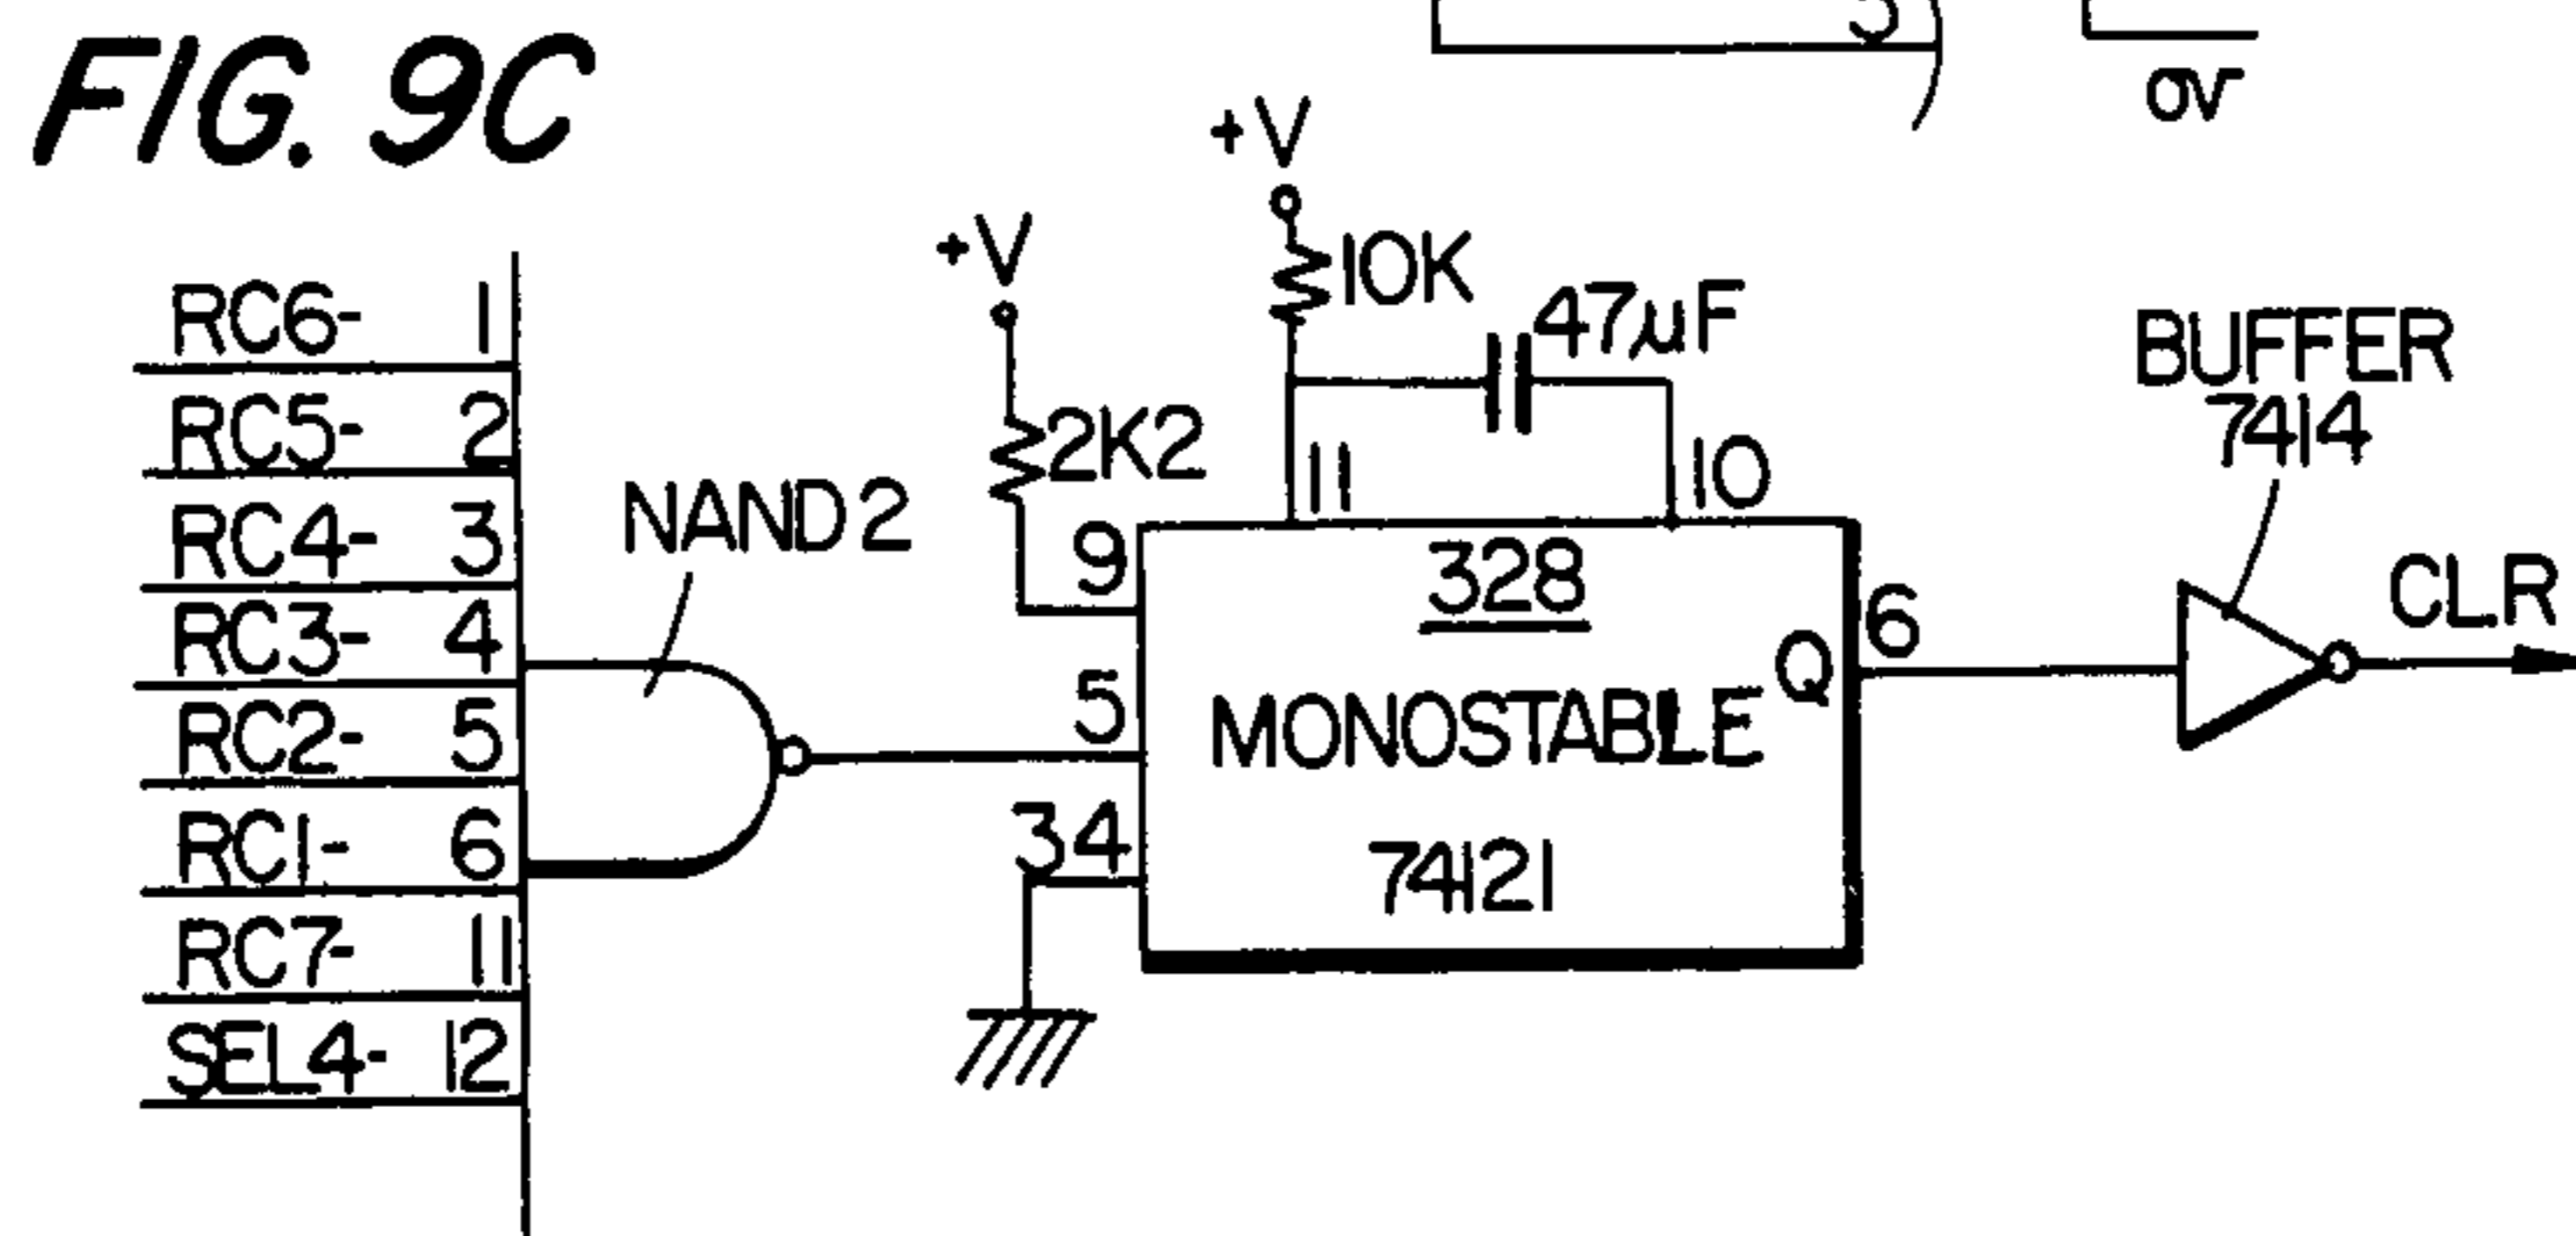 FIG. 9C
0V
+V
+V
10K
47µF
2K2
11
10
RC6- 1
RC5- 2
RC4- 3
RC3- 4
RC2- 5
RC1- 6
RC7- 11
SEL4- 12
NAND 2
9
5
34
328
MONOSTABLE
74121
Q
6
BUFFER
7414
CLR